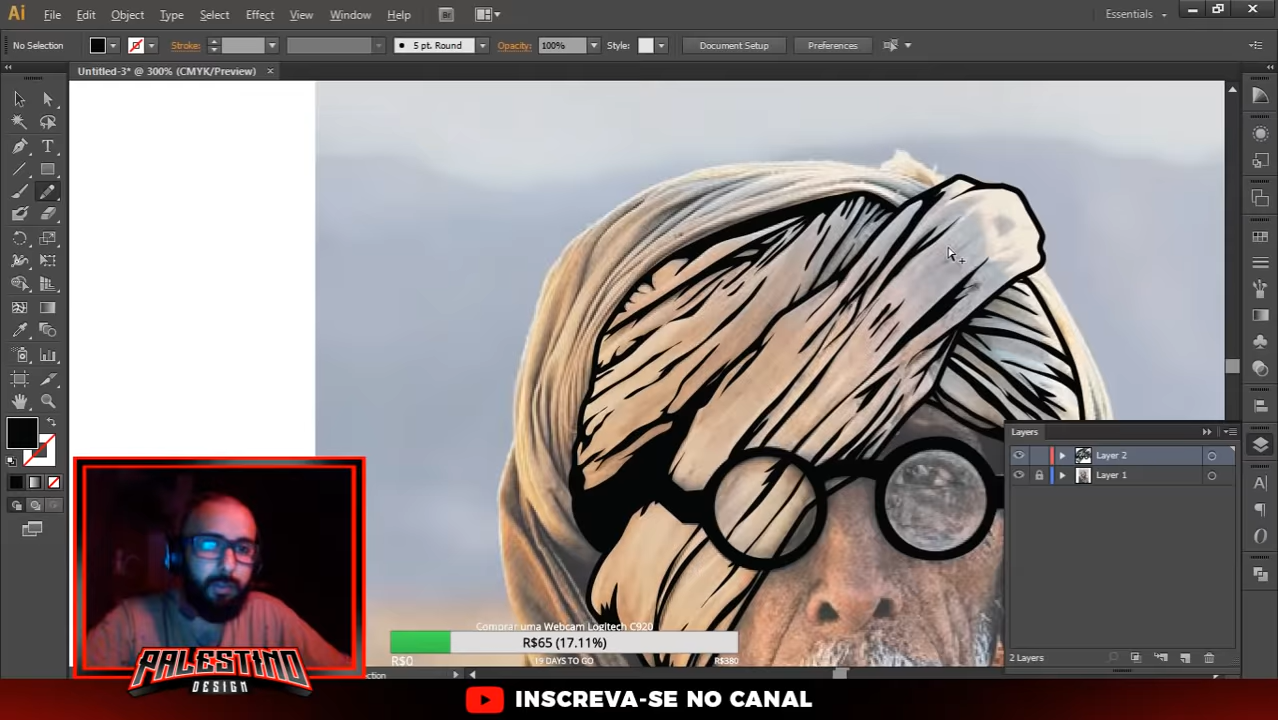 Ai File Edit Object Type Select Effect View Window Help Br Essentials
No Selection Stroke: 5 pt. Round Opacity: 100% Style: Document Setup Preferences
Untitled-3* @ 300% (CMYK/Preview) ×
Layers
Layer 2
Layer 1
Comprar uma Webcam Logitech C920
R$65 (17.11%)
R$0 19 DAYS TO GO R$380
2 Layers
PALESTINO
DESIGN
INSCREVA-SE NO CANAL